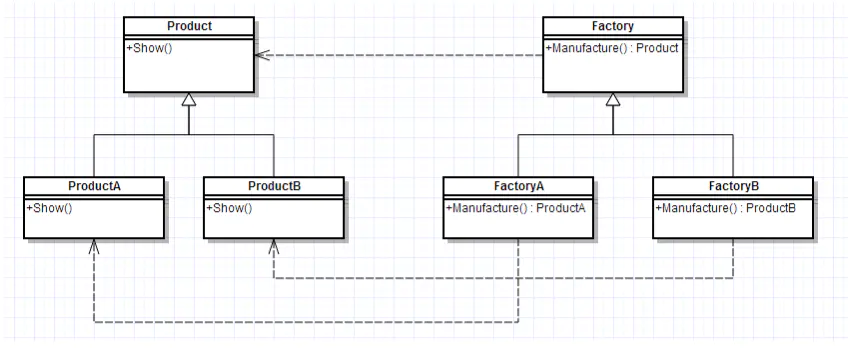 Product
+Show()
Factory
+Manufacture() : Product
ProductA
+Show()
ProductB
+Show()
FactoryA
+Manufacture() : ProductA
FactoryB
+Manufacture() : ProductB